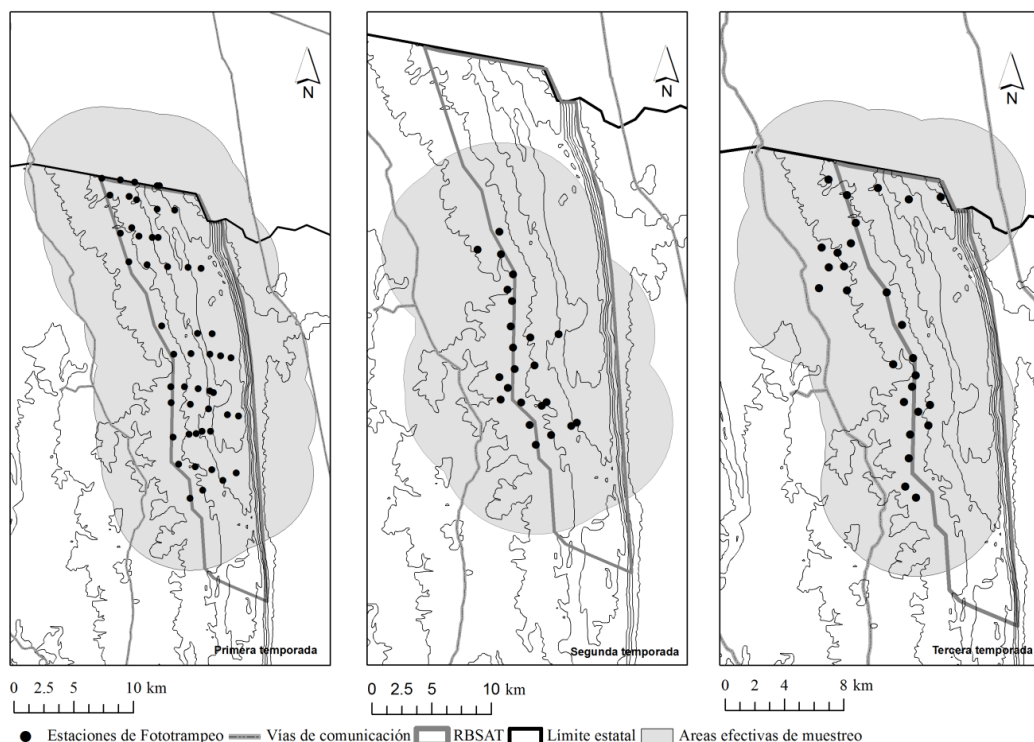 N
N
N
Primera temporada
Segunda temporada
Tercera temporada
0 2.5 5 10 km
0 2.5 5 10 km
0 2 4 8 km
Estaciones de Fototrampeo Vías de comunicación RBSAT Límite estatal Areas efectivas de muestreo